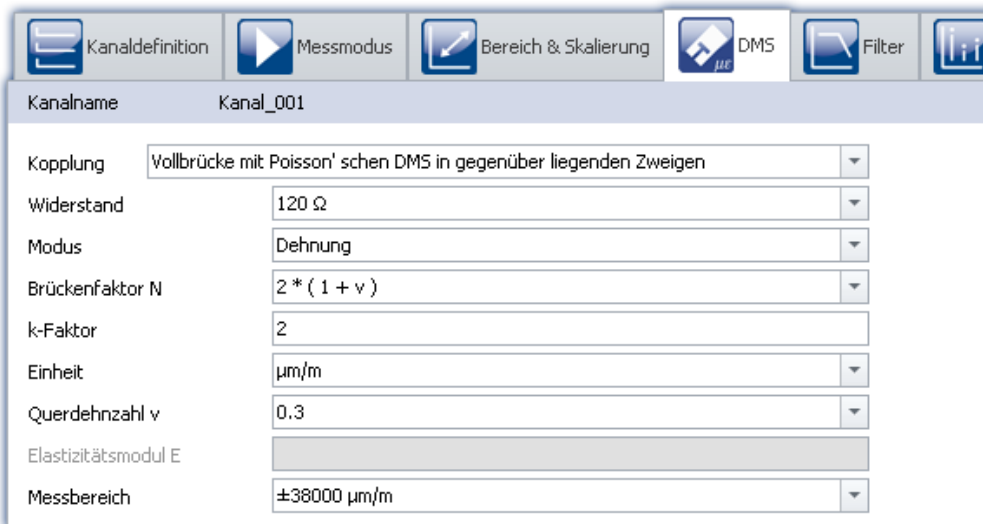 Kanaldefinition Messmodus Bereich & Skalierung με DMS Filter
Kanalname Kanal_001
Kopplung Vollbrücke mit Poisson' schen DMS in gegenüber liegenden Zweigen
Widerstand 120 Ω
Modus Dehnung
Brückenfaktor N 2 * ( 1 + v )
k-Faktor 2
Einheit µm/m
Querdehnzahl v 0.3
Elastizitätsmodul E
Messbereich ±38000 µm/m